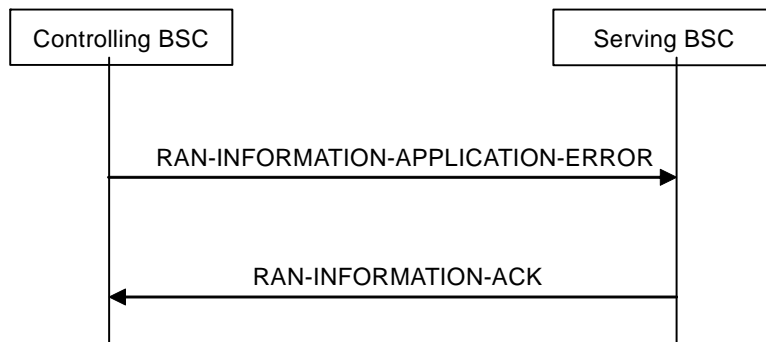 Controlling BSC
Serving BSC
RAN-INFORMATION-APPLICATION-ERROR
RAN-INFORMATION-ACK